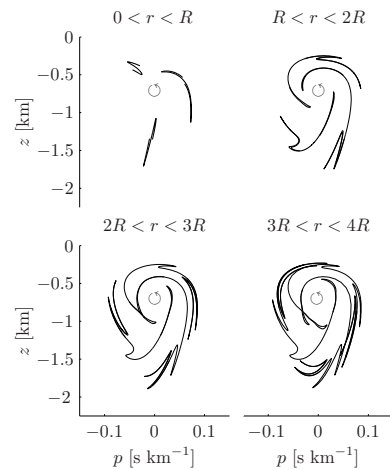 0 < r < R
R < r < 2R
0
−0.5
−1
−1.5
−2
z [km]
2R < r < 3R
3R < r < 4R
0
−0.5
−1
−1.5
−2
z [km]
−0.1 0 0.1
−0.1 0 0.1
p [s km⁻¹]
p [s km⁻¹]